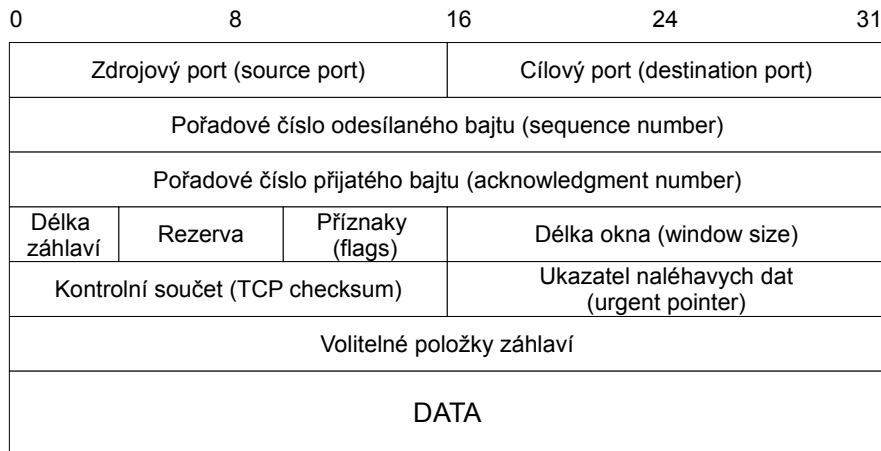 0 8 16 24 31
Zdrojový port (source port) Cílový port (destination port)
Pořadové číslo odesílaného bajtu (sequence number)
Pořadové číslo přijatého bajtu (acknowledgment number)
Délka
záhlaví
Rezerva
Příznaky
(flags)
Délka okna (window size)
Kontrolní součet (TCP checksum)
Ukazatel naléhavych dat
(urgent pointer)
Volitelné položky záhlaví
DATA